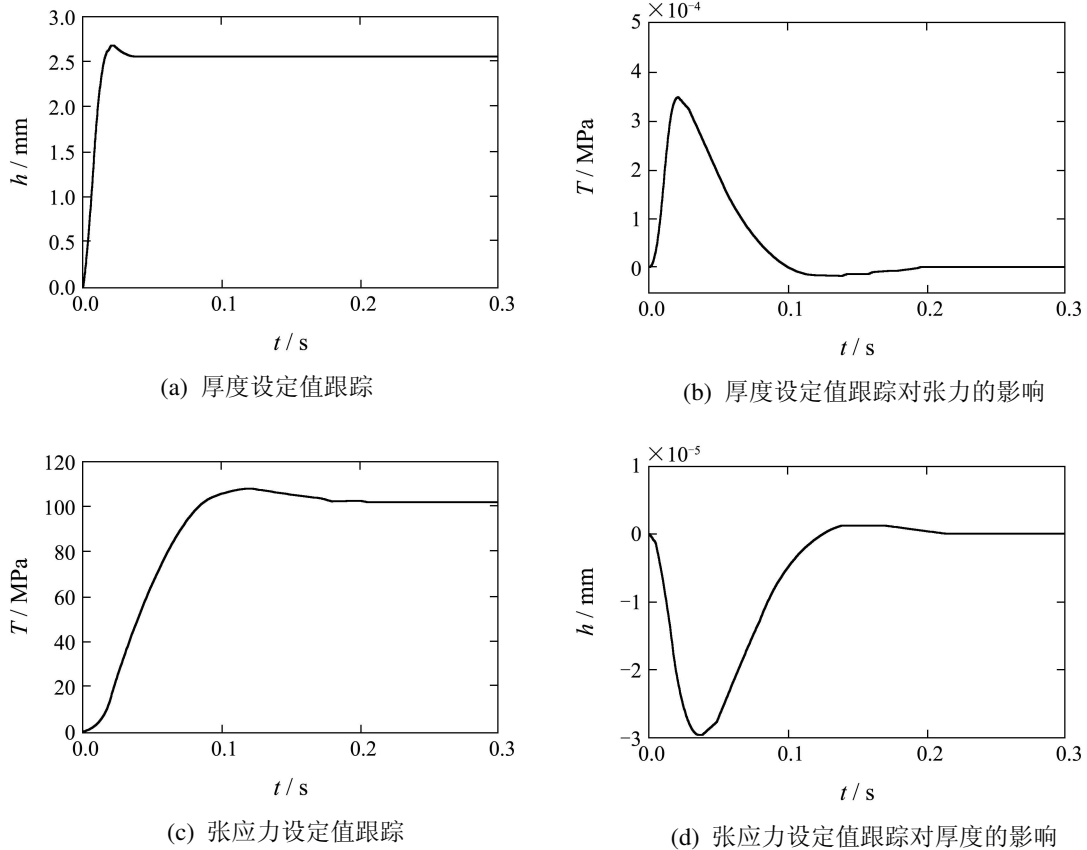 3.0
2.5
2.0
1.5
1.0
0.5
0.0
h / mm
0.0 0.1 0.2 0.3
t / s
(a) 厚度设定值跟踪
×10⁻⁴
5
4
3
2
1
0
T / MPa
0.0 0.1 0.2 0.3
t / s
(b) 厚度设定值跟踪对张力的影响
120
100
80
60
40
20
0
T / MPa
0.0 0.1 0.2 0.3
t / s
(c) 张应力设定值跟踪
×10⁻⁵
1
0
−1
−2
−3
h / mm
0.0 0.1 0.2 0.3
t / s
(d) 张应力设定值跟踪对厚度的影响